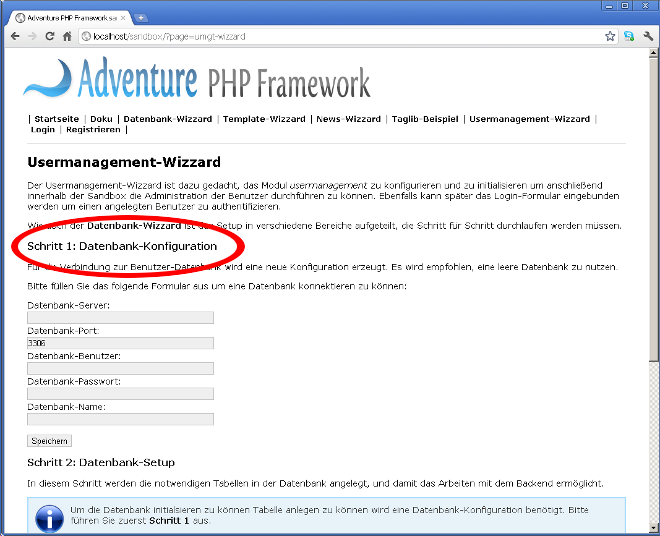 Adventure PHP Framework san
localhost/sandbox/?page=umgt-wizzard
Adventure PHP Framework
| Startseite | Doku | Datenbank-Wizzard | Template-Wizzard | News-Wizzard | Taglib-Beispiel | Usermanagement-Wizzard |
Login | Registrieren |
Usermanagement-Wizzard
Der Usermanagement-Wizzard ist dazu gedacht, das Modul usermanagement zu konfigurieren und zu initialisieren um anschließend
innerhalb der Sandbox die Administration der Benutzer durchführen zu können. Ebenfalls kann später das Login-Formular eingebunden
werden um einen angelegten Benutzer zu authentifizieren.
der Datenbank-Wizzard ist das Setup in verschiedene Bereiche aufgeteilt, die Schritt für Schritt durchlaufen werden müssen.
Schritt 1: Datenbank-Konfiguration
Für die Verbindung zur Benutzer-Datenbank wird eine neue Konfiguration erzeugt. Es wird empfohlen, eine leere Datenbank zu nutzen.
Bitte füllen Sie das folgende Formular aus um eine Datenbank konnektieren zu können:
Datenbank-Server:
Datenbank-Port:
3306
Datenbank-Benutzer:
Datenbank-Passwort:
Datenbank-Name:
Speichern
Schritt 2: Datenbank-Setup
In diesem Schritt werden die notwendigen Tabellen in der Datenbank angelegt, und damit das Arbeiten mit dem Backend ermöglicht.
Um die Datenbank initialsieren zu können Tabelle anlegen zu können wird eine Datenbank-Konfiguration benötigt. Bitte
führen Sie zuerst Schritt 1 aus.